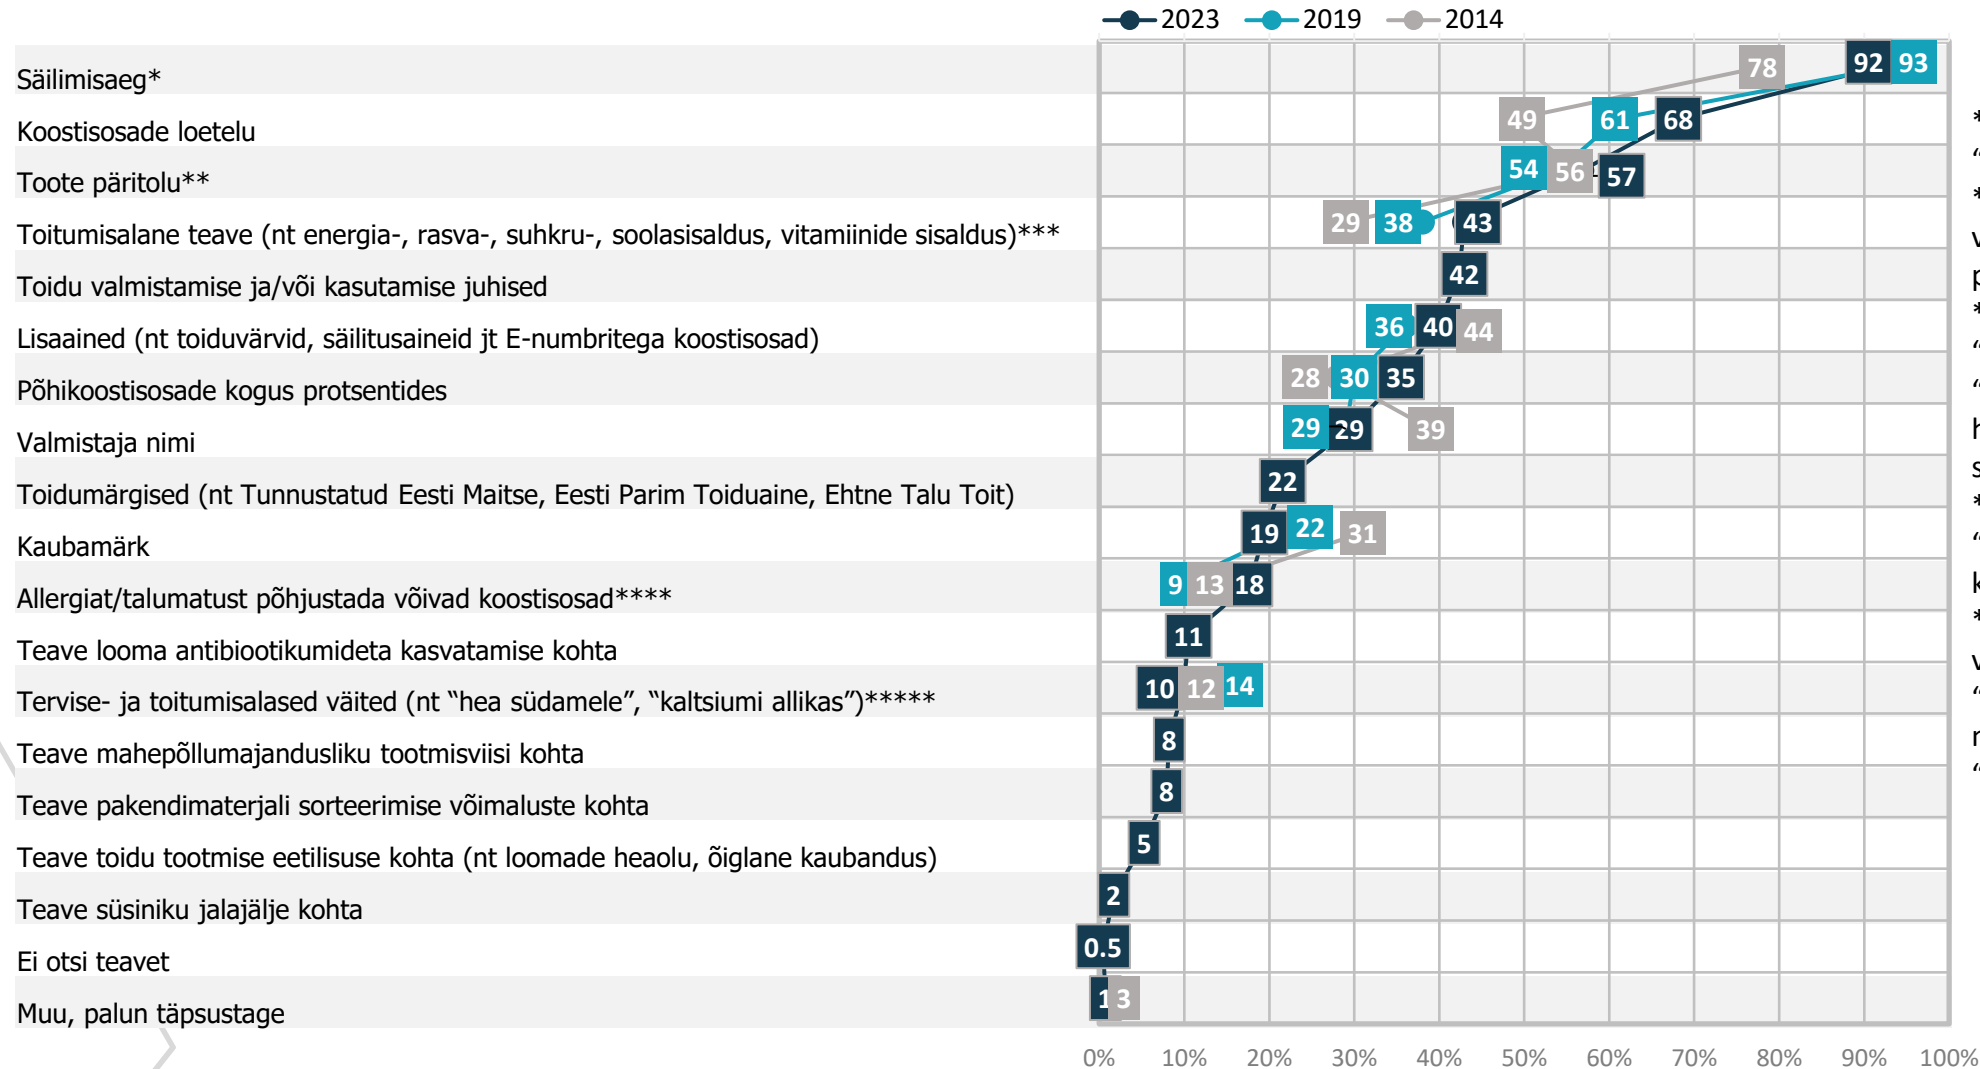 2023 2019 2014
Säilimisaeg* 78 92 93
Koostisosade loetelu 49 61 68
Toote päritolu** 54 56 57
Toitumisalane teave (nt energia-, rasva-, suhkru-, soolasisaldus, vitamiinide sisaldus)*** 29 38 43
Toidu valmistamise ja/või kasutamise juhised 42
Lisaained (nt toiduvärvid, säilitusaineid jt E-numbritega koostisosad) 36 40 44
Põhikoostisosade kogus protsentides 28 30 35
Valmistaja nimi 29 29 39
Toidumärgised (nt Tunnustatud Eesti Maitse, Eesti Parim Toiduaine, Ehtne Talu Toit) 22
Kaubamärk 19 22 31
Allergiat/talumatust põhjustada võivad koostisosad**** 9 13 18
Teave looma antibiootikumideta kasvatamise kohta 11
Tervise- ja toitumisalased väited (nt “hea südamele”, “kaltsiumi allikas”)***** 10 12 14
Teave mahepõllumajandusliku tootmisviisi kohta 8
Teave pakendimaterjali sorteerimise võimaluste kohta 8
Teave toidu tootmise eetilisuse kohta (nt loomade heaolu, õiglane kaubandus) 5
Teave süsiniku jalajälje kohta 2
Ei otsi teavet 0.5
Muu, palun täpsustage 1 3
0% 10% 20% 30% 40% 50% 60% 70% 80% 90% 100%